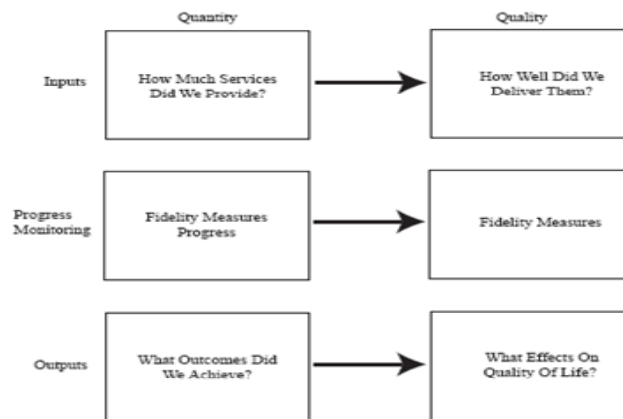 Quantity
Quality
Inputs
How Much Services
Did We Provide?
How Well Did We
Deliver Them?
Progress
Monitoring
Fidelity Measures
Progress
Fidelity Measures
Outputs
What Outcomes Did
We Achieve?
What Effects On
Quality Of Life?